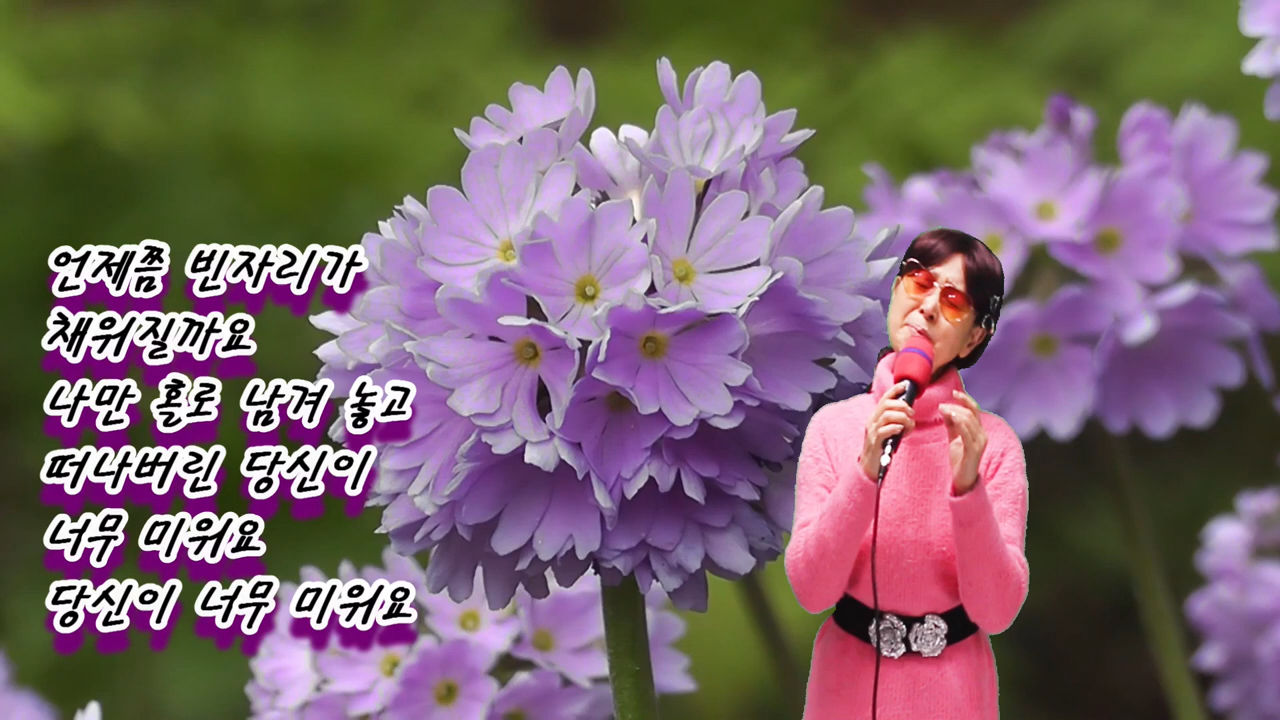 언제쯤 빈자리가
채워질까요
나만 홀로 남겨 놓고
떠나버린 당신이
너무 미워요
당신이 너무 미워요